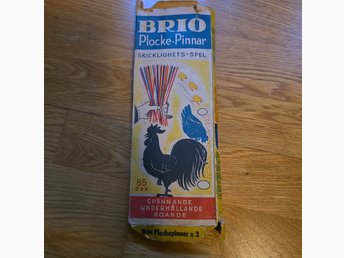 BRIO
Plocke-Pinnar
SKICKLIGHETS-SPEL
85
ÖRE
SPÄNNANDE
UNDERHÅLLANDE
ROANDE
Brio Plockepinnar x 3